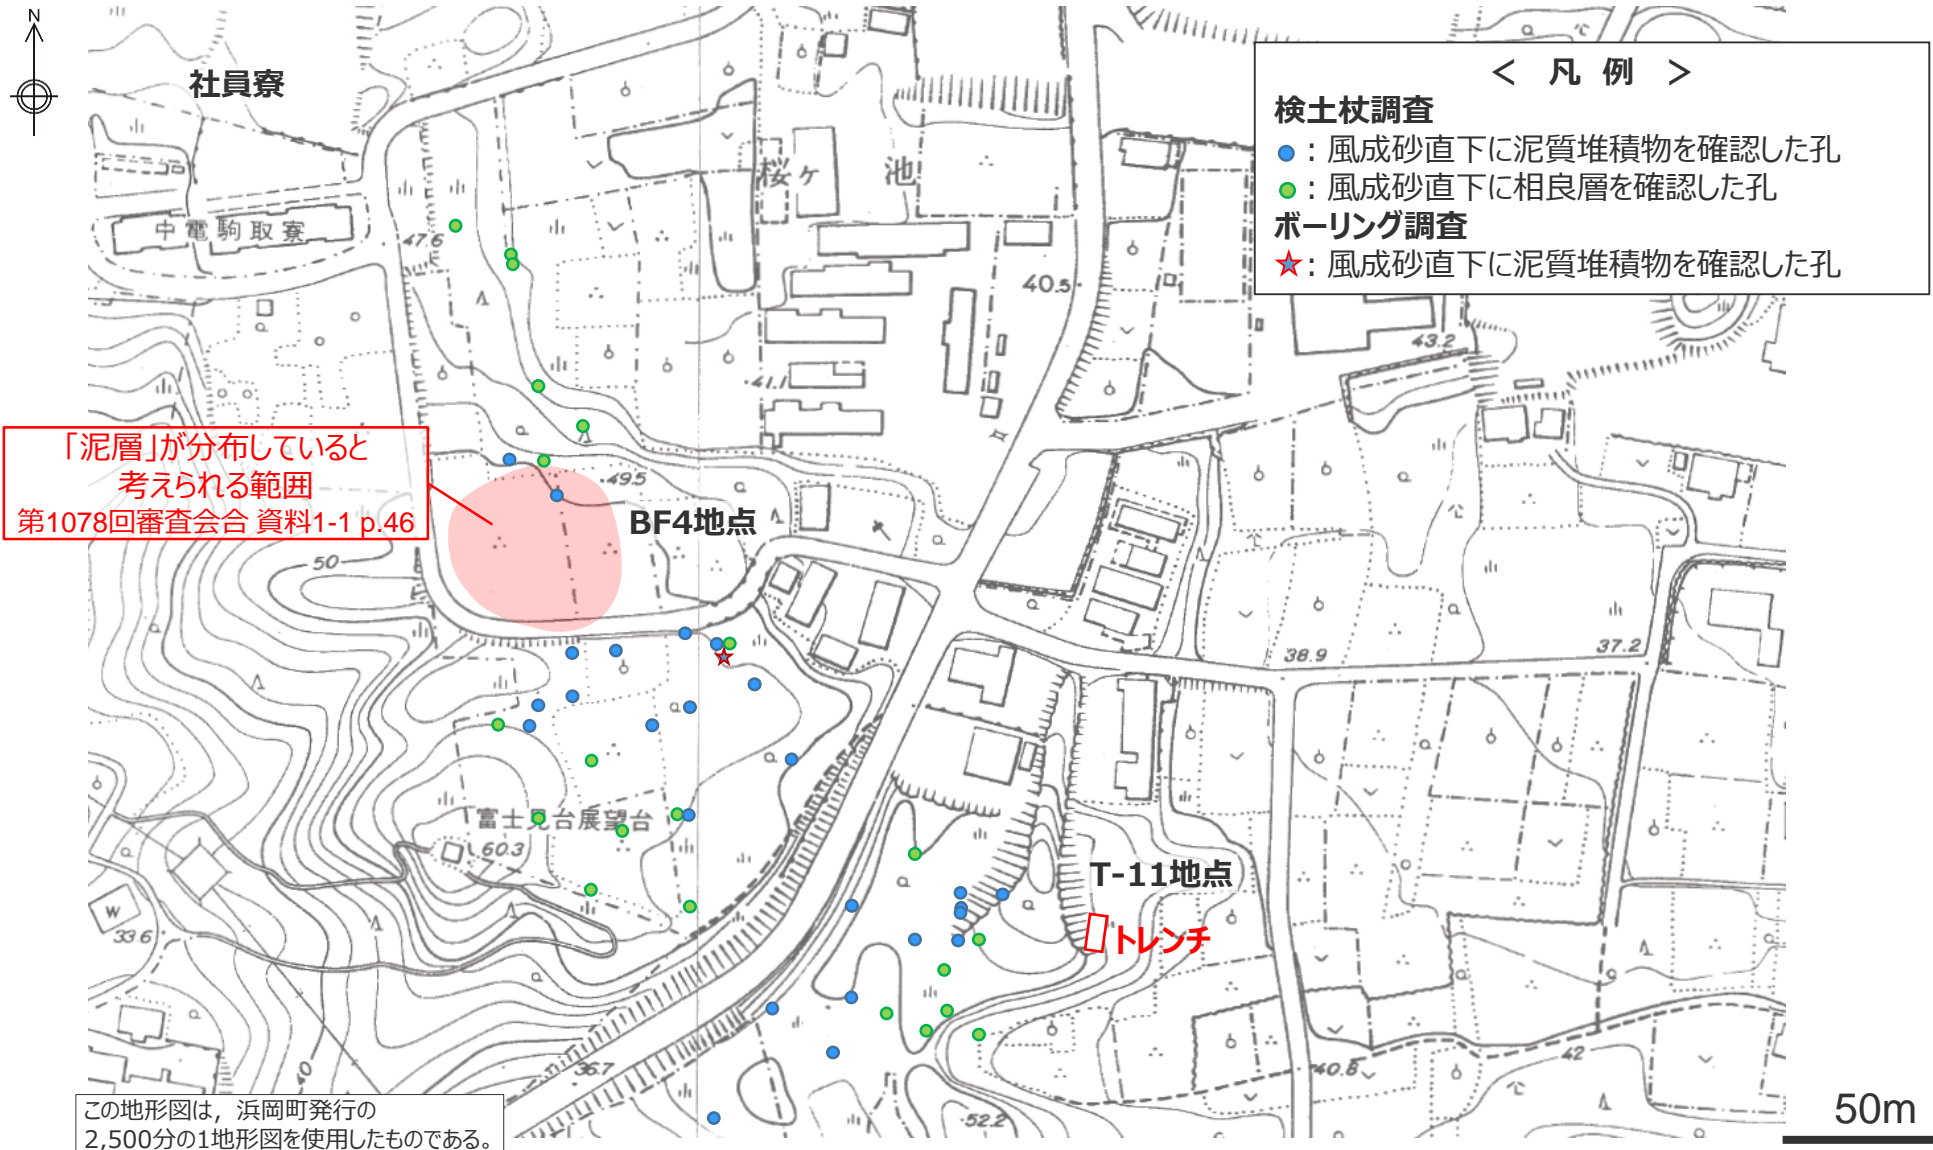 N
社員寮
＜ 凡 例 ＞
検土杖調査
：風成砂直下に泥質堆積物を確認した孔
：風成砂直下に相良層を確認した孔
ボーリング調査
：風成砂直下に泥質堆積物を確認した孔
桜ヶ池
中電駒取寮
47.6
40.5
43.2
41.1
「泥層」が分布していると
考えられる範囲
第1078回審査会合 資料1-1 p.46
49.5
BF4地点
50
38.9
37.2
富士見台展望台
60.3
T-11地点
トレンチ
W
33.6
40
36.7
40.8
42
52.2
この地形図は，浜岡町発行の
2,500分の1地形図を使用したものである。
50m